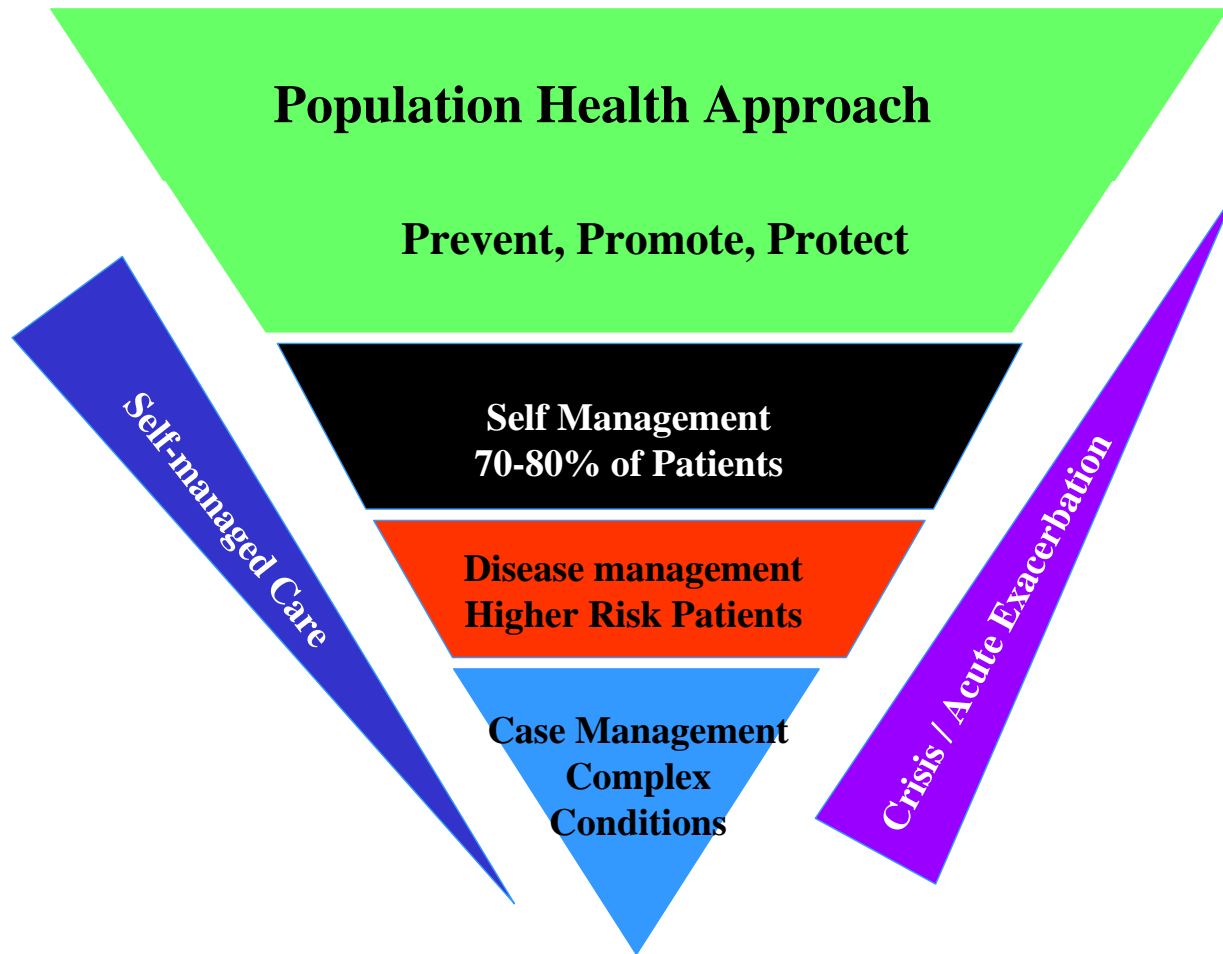 Population Health Approach
Prevent, Promote, Protect
Self Management
70-80% of Patients
Disease management
Higher Risk Patients
Case Management
Complex
Conditions
Self-managed Care
Crisis / Acute Exacerbation